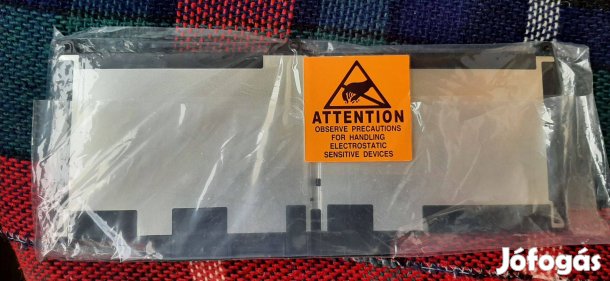 ATTENTION
OBSERVE PRECAUTIONS
FOR HANDLING
ELECTROSTATIC
SENSITIVE DEVICES
Jófogás